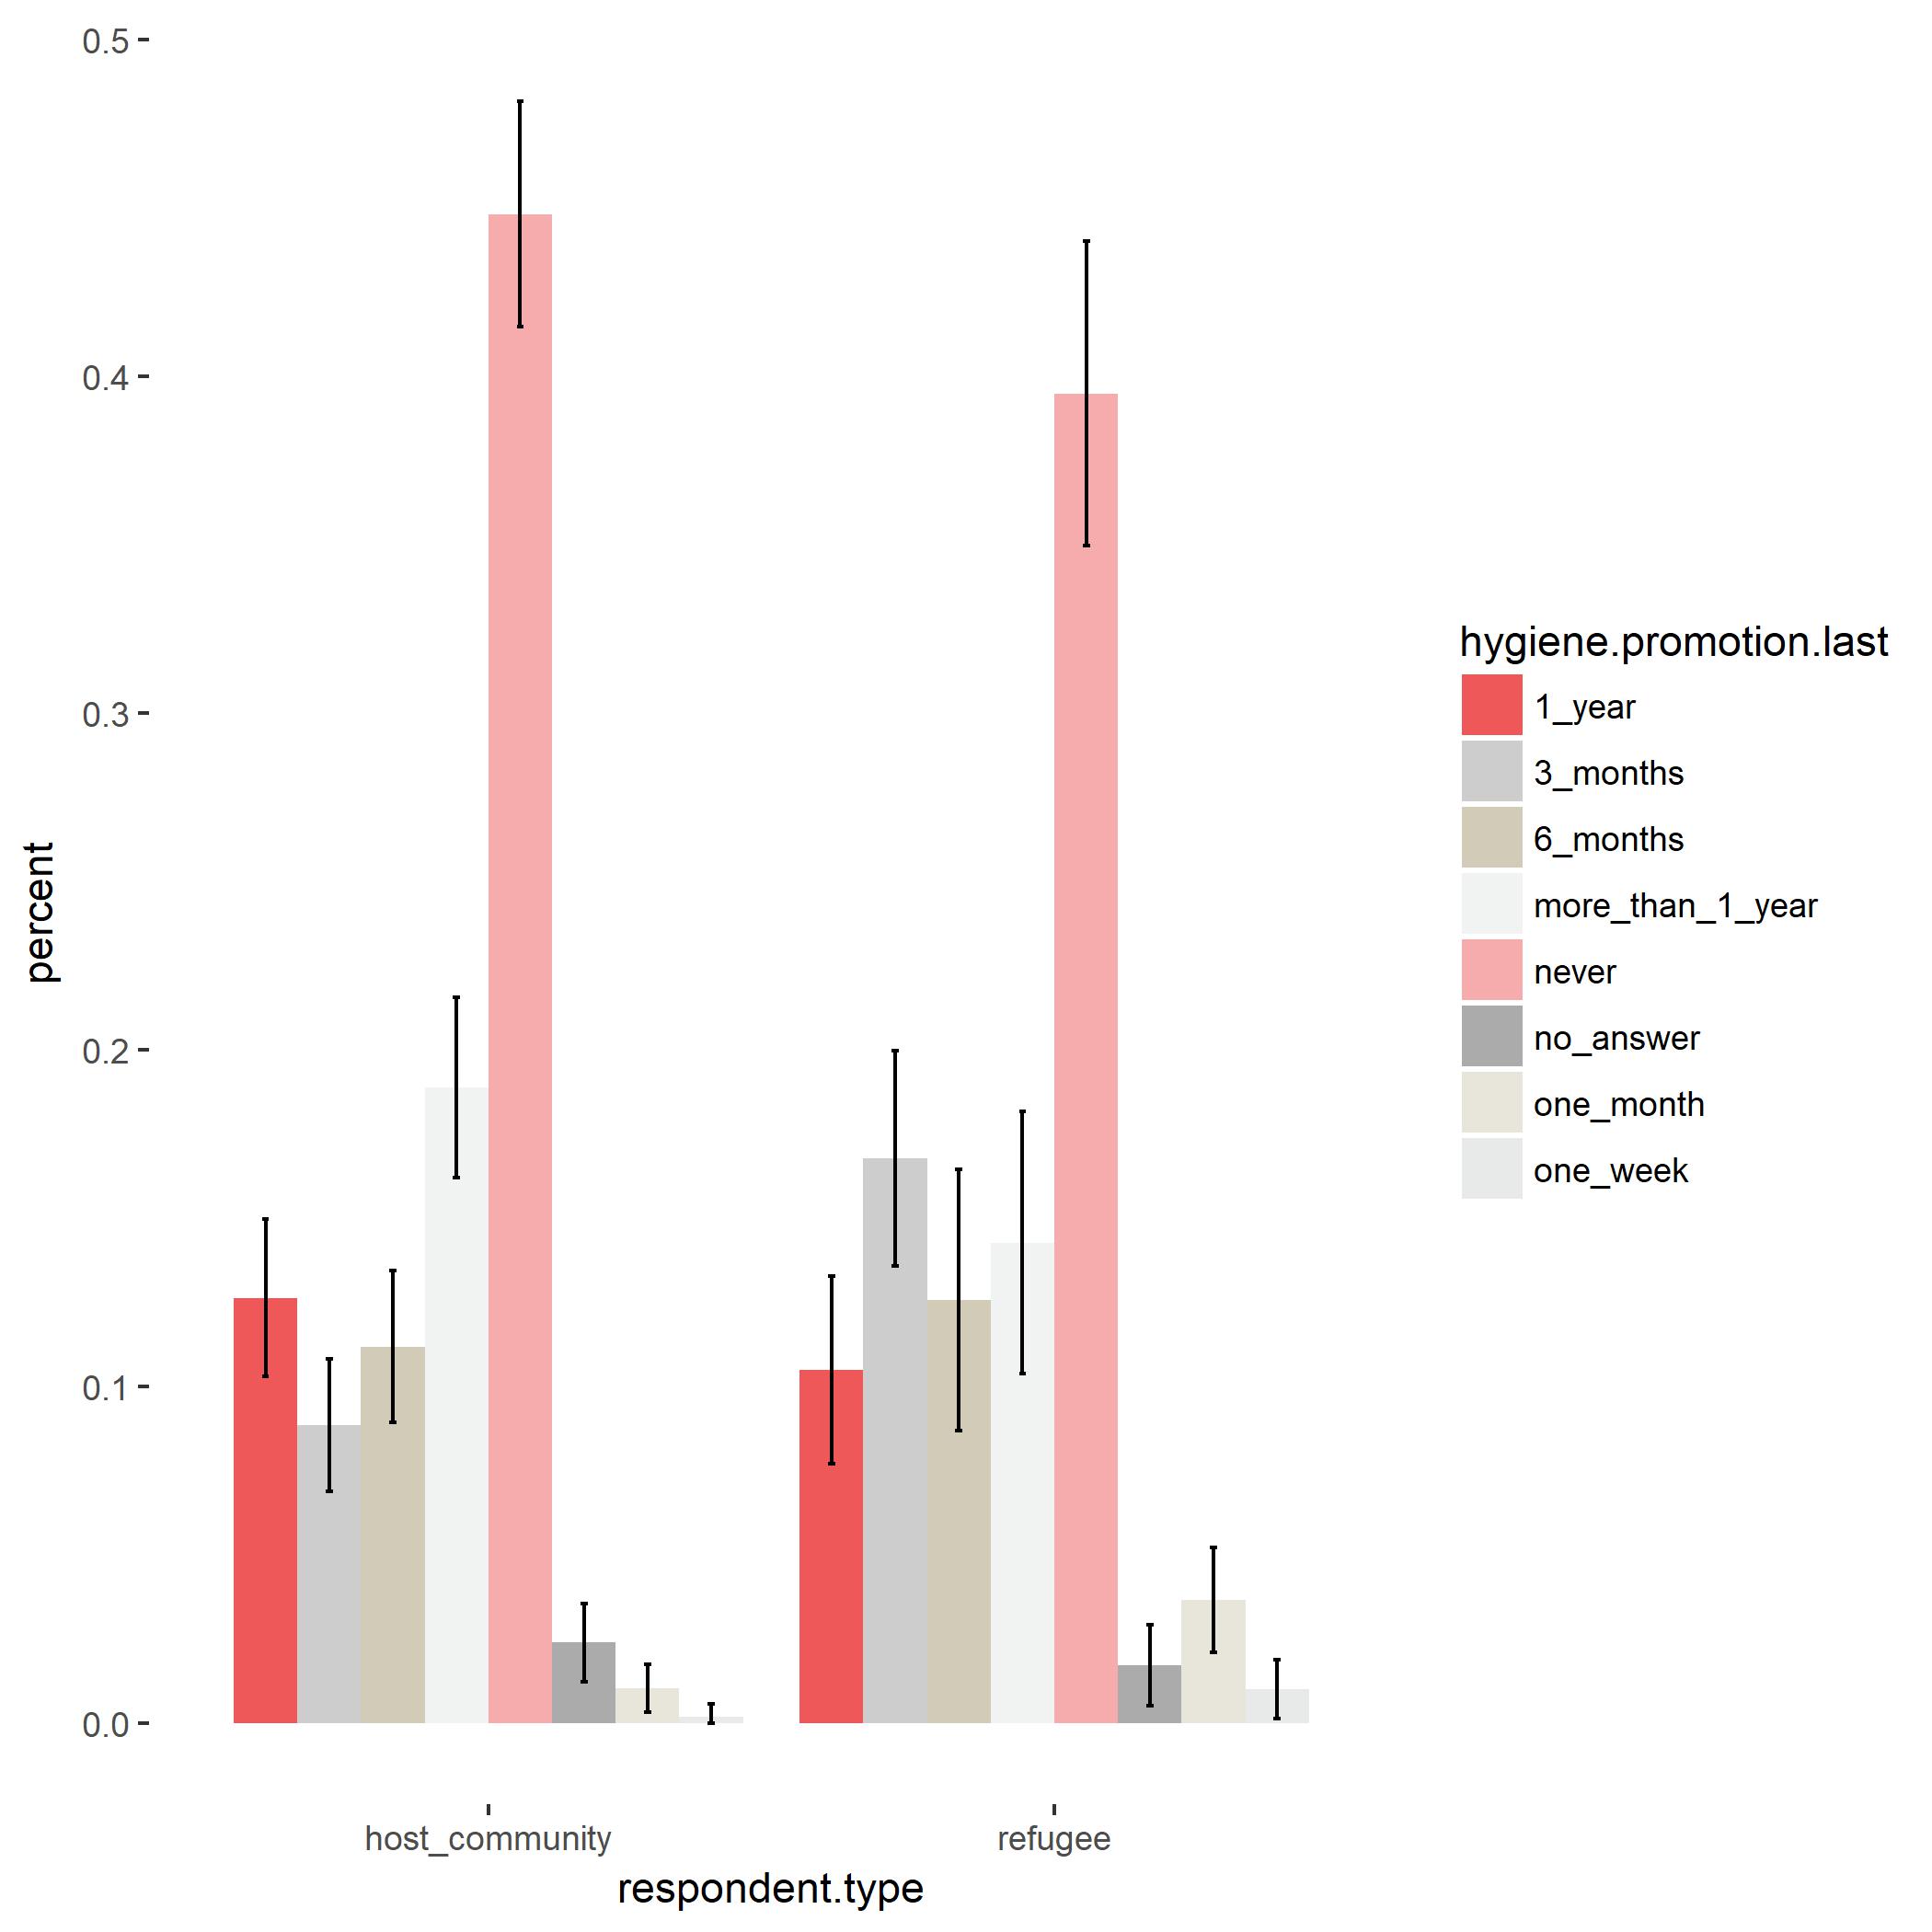 0.5
0.4
0.3
0.2
0.1
0.0
percent
host_community
refugee
respondent.type
hygiene.promotion.last
1_year
3_months
6_months
more_than_1_year
never
no_answer
one_month
one_week